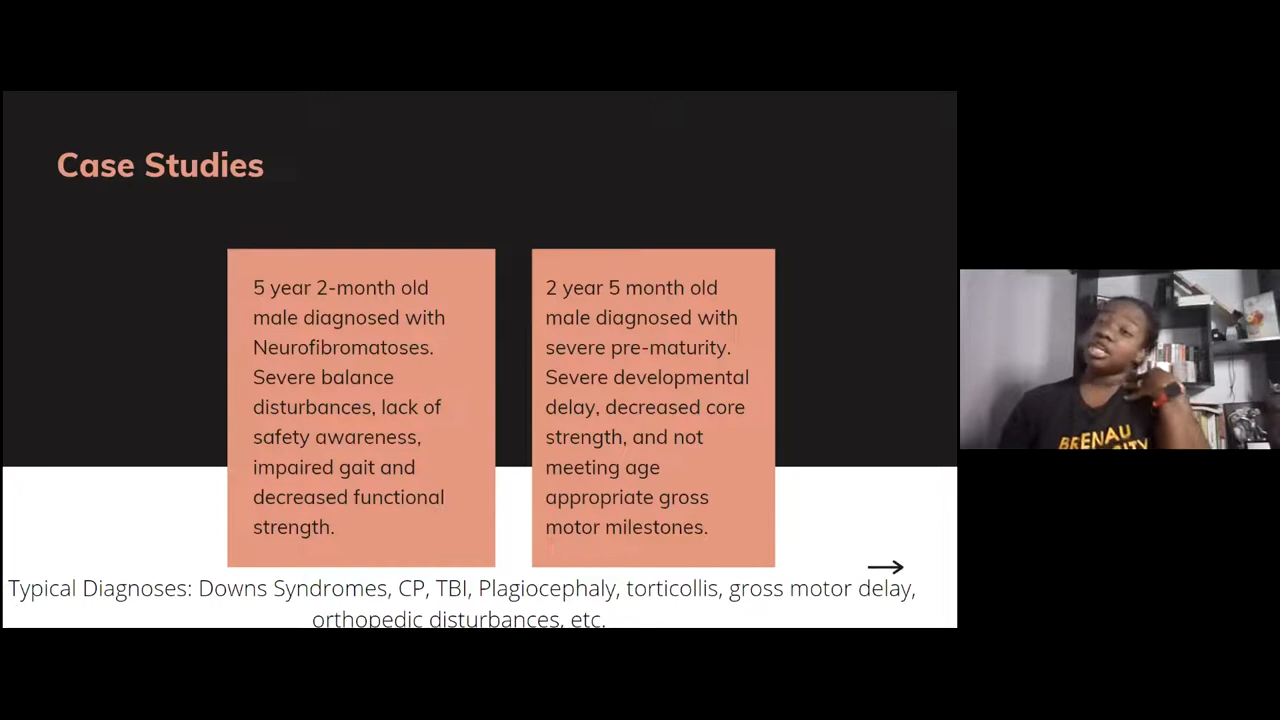 Case Studies
5 year 2-month old
male diagnosed with
Neurofibromatoses.
Severe balance
disturbances, lack of
safety awareness,
impaired gait and
decreased functional
strength.
2 year 5 month old
male diagnosed with
severe pre-maturity.
Severe developmental
delay, decreased core
strength, and not
meeting age
appropriate gross
motor milestones.
Typical Diagnoses: Downs Syndromes, CP, TBI, Plagiocephaly, torticollis, gross motor delay,
orthopedic disturbances, etc.
BRENAU